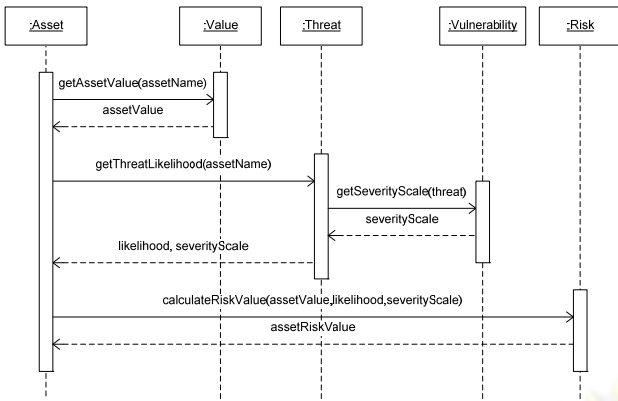 :Asset
:Value
:Threat
:Vulnerability
:Risk
getAssetValue(assetName)
assetValue
getThreatLikelihood(assetName)
getSeverityScale(threat)
severityScale
likelihood, severityScale
calculateRiskValue(assetValue,likelihood,severityScale)
assetRiskValue